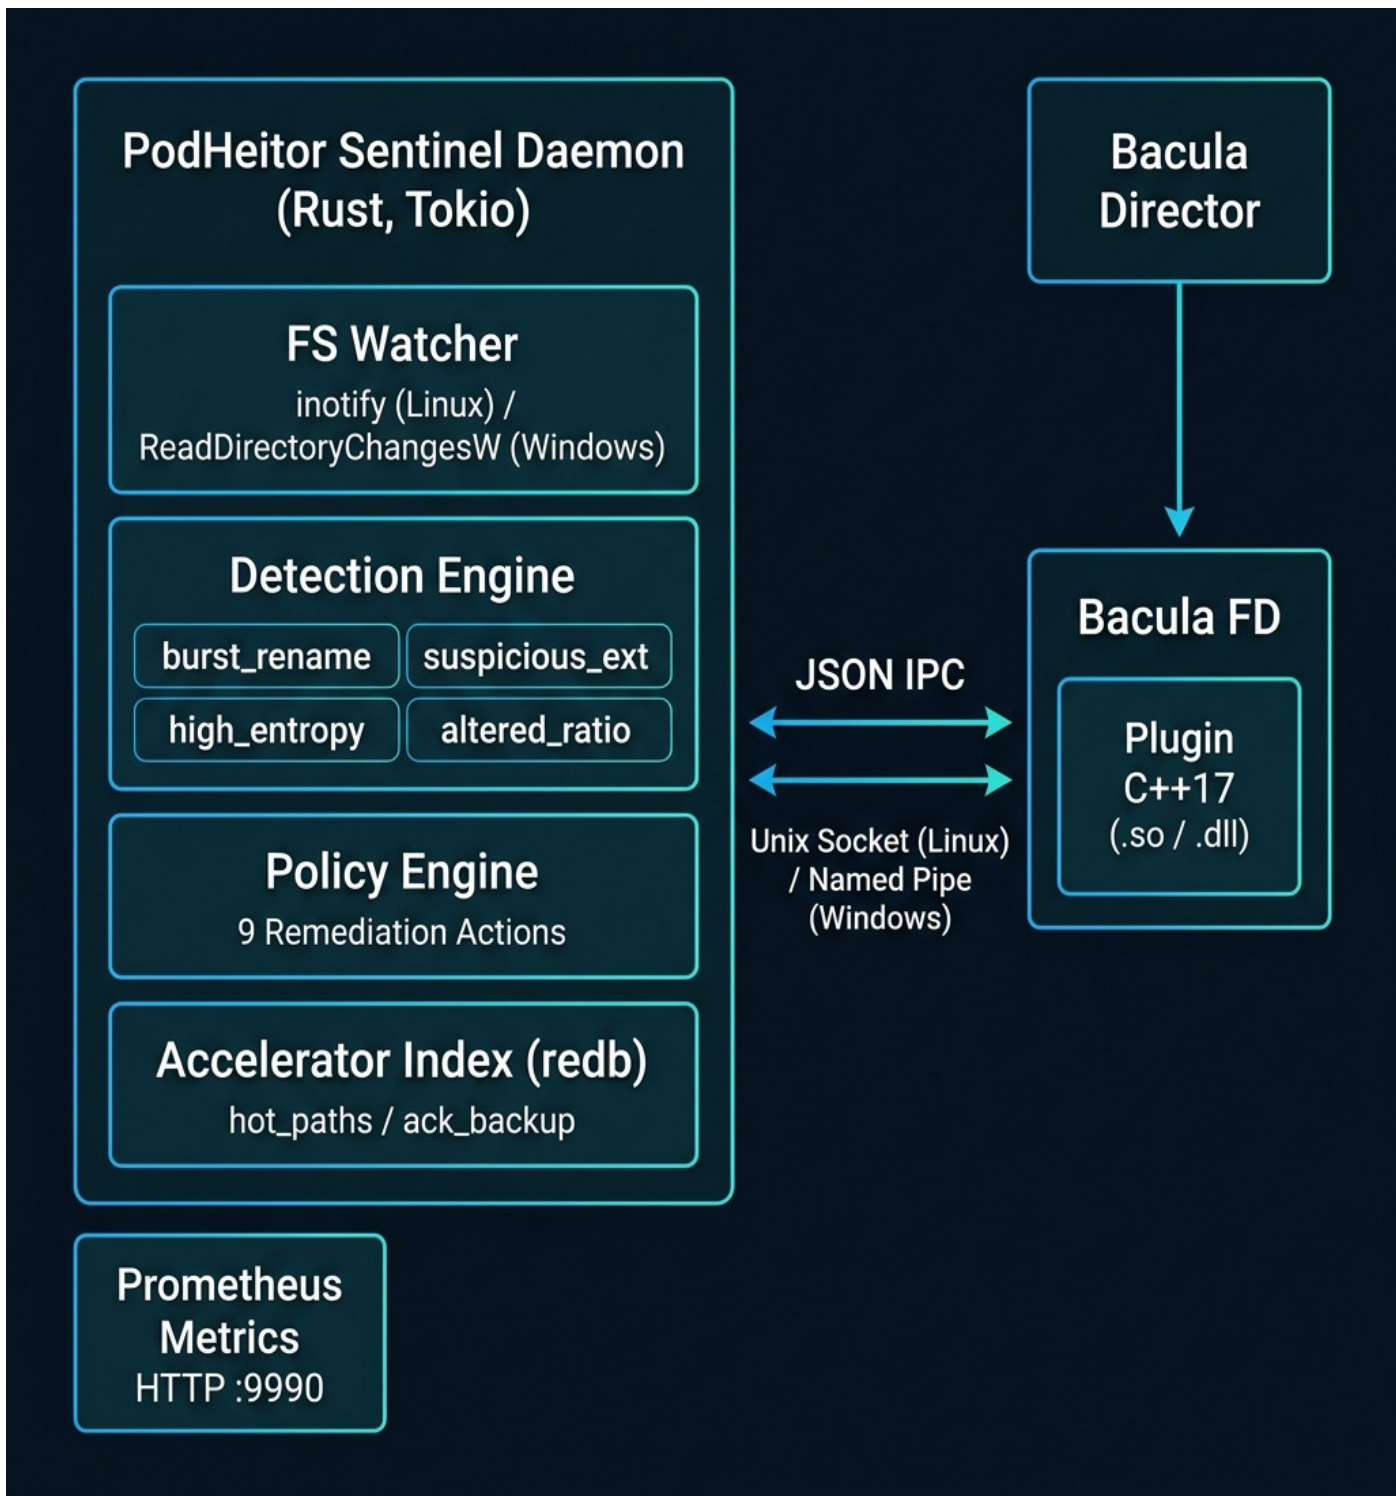 PodHeitor Sentinel Daemon
(Rust, Tokio)
FS Watcher
inotify (Linux) /
ReadDirectoryChangesW (Windows)
Detection Engine
burst_rename
suspicious_ext
high_entropy
altered_ratio
Policy Engine
9 Remediation Actions
Accelerator Index (redb)
hot_paths / ack_backup
Prometheus
Metrics
HTTP :9990
JSON IPC
Unix Socket (Linux)
/ Named Pipe
(Windows)
Bacula
Director
Bacula FD
Plugin
C++17
(.so / .dll)